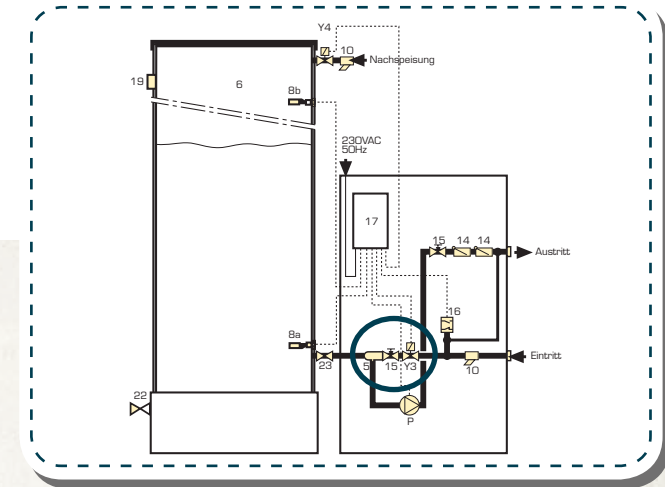 Y4
10
Nachspeisung
19
6
8b
230VAC
50Hz
17
15 14 14
Austritt
16
8a
23
5 15 Y3
10
Eintritt
22
P